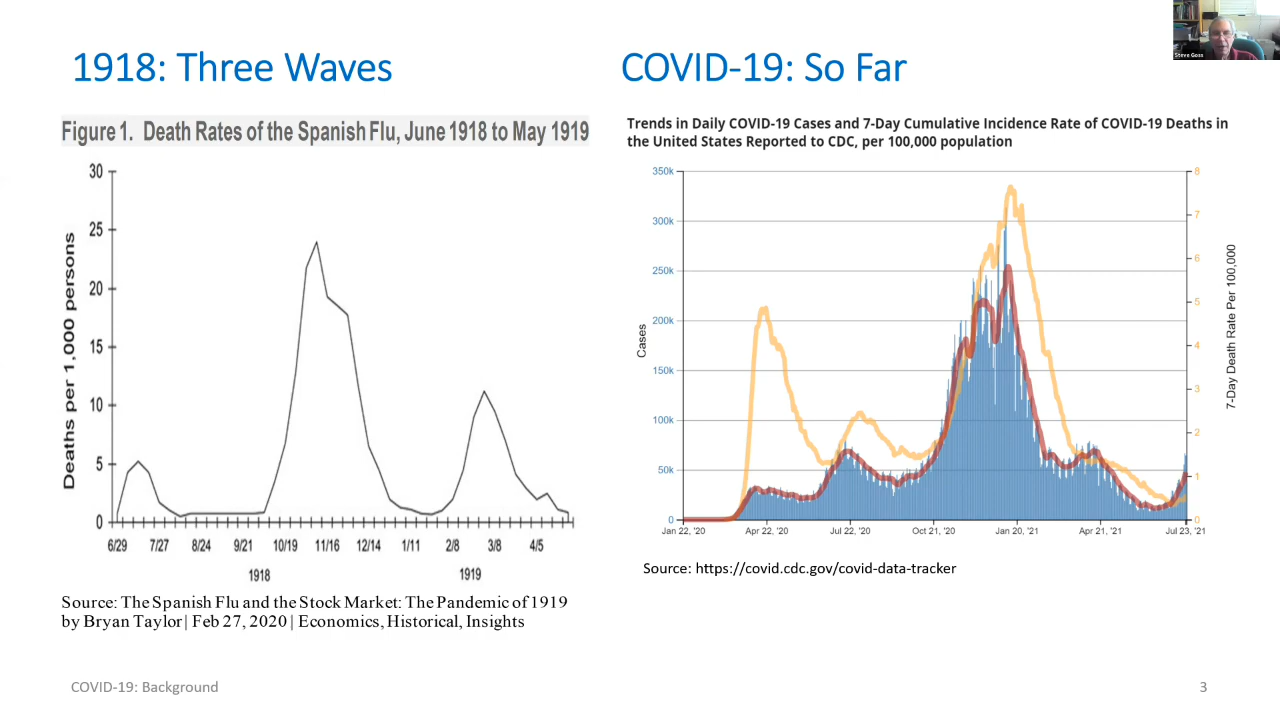 1918: Three Waves
COVID-19: So Far
Steve Goss
Figure 1. Death Rates of the Spanish Flu, June 1918 to May 1919
Deaths per 1,000 persons
30
25
20
15
10
5
0
6/29 7/27 8/24 9/21 10/19 11/16 12/14 1/11 2/8 3/8 4/5
1918 1919
Source: The Spanish Flu and the Stock Market: The Pandemic of 1919
by Bryan Taylor| Feb 27, 2020 | Economics, Historical, Insights
Trends in Daily COVID-19 Cases and 7-Day Cumulative Incidence Rate of COVID-19 Deaths in
the United States Reported to CDC, per 100,000 population
Cases
350k
300k
250k
200k
150k
100k
50k
0
8
7
6
5
4
3
2
1
0
7-Day Death Rate Per 100,000
Jan 22, '20 Apr 22, '20 Jul 22, '20 Oct 21, '20 Jan 20, '21 Apr 21, '21 Jul 23, '21
Source: https://covid.cdc.gov/covid-data-tracker
COVID-19: Background
3